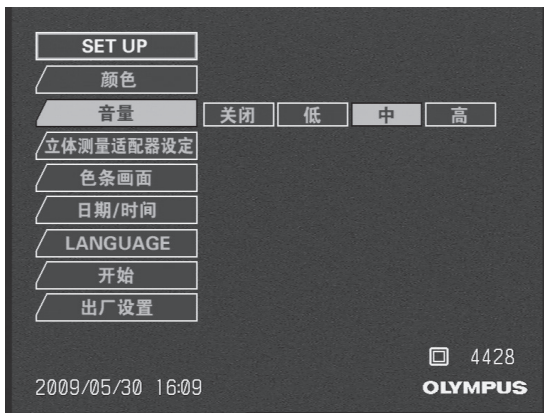 SET UP
颜色
音量 关闭 低 中 高
立体测量适配器设定
色条画面
日期/时间
LANGUAGE
开始
出厂设置
4428
2009/05/30 16:09 OLYMPUS